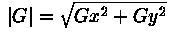 |G| = √Gx² + Gy²